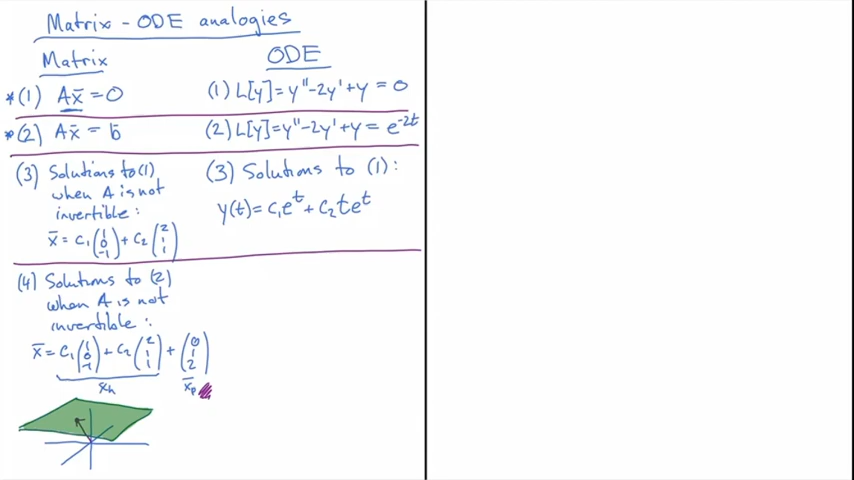 Matrix - ODE analogies
Matrix
ODE
*(1) Ax̄ = 0
(1) L[y] = y'' - 2y' + y = 0
*(2) Ax̄ = b̄
(2) L[y] = y'' - 2y' + y = e^{-2t}
(3) Solutions to (1)
when A is not
invertible:
x̄ = c₁ (1 0 -1) + c₂ (2 1 1)
(3) Solutions to (1):
y(t) = c₁e^t + c₂te^t
(4) Solutions to (2)
when A is not
invertible:
x̄ = c₁ (1 0 -1) + c₂ (2 1 1) + (0 1 2)
x_h
x̄_p